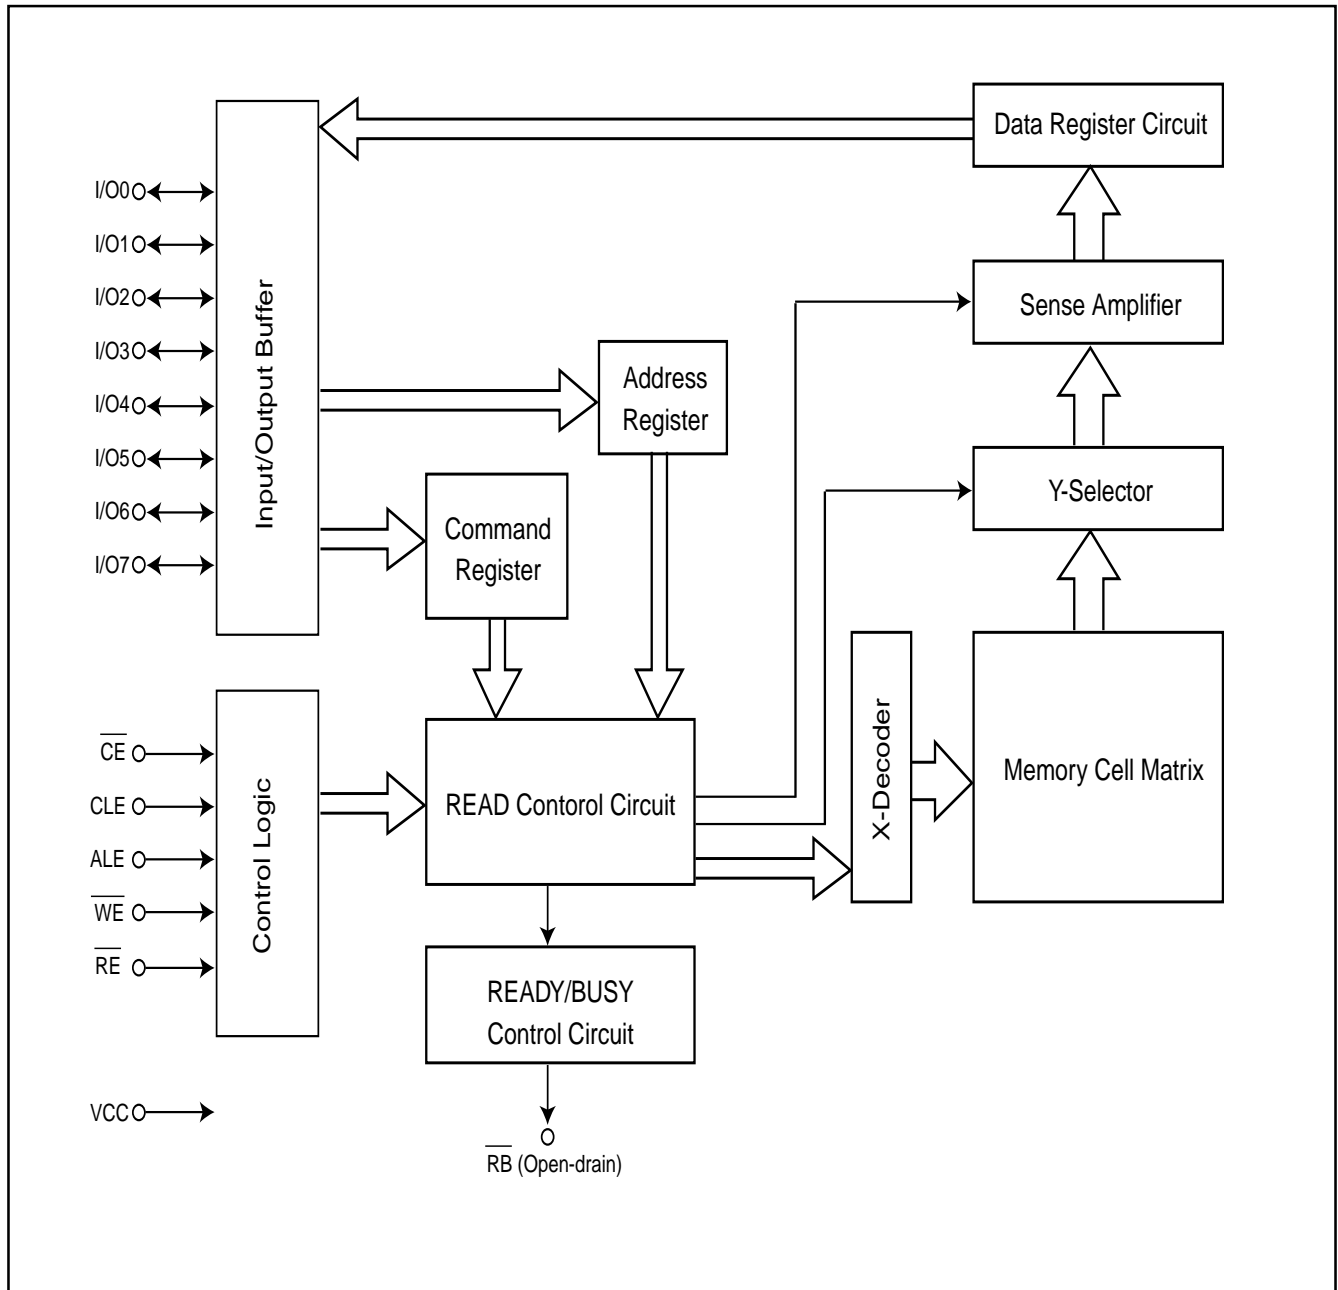 Data Register Circuit
I/O0
I/O1
I/O2
I/O3
I/O4
I/O5
I/O6
I/O7
Input/Output Buffer
Sense Amplifier
Address
Register
Y-Selector
Command
Register
CE
CLE
ALE
WE
RE
Control Logic
READ Contorol Circuit
X-Decoder
Memory Cell Matrix
READY/BUSY
Control Circuit
VCC
RB (Open-drain)